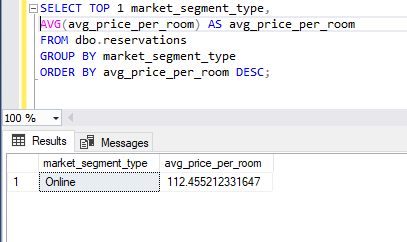 SELECT TOP 1 market_segment_type,
AVG(avg_price_per_room) AS avg_price_per_room
FROM dbo.reservations
GROUP BY market_segment_type
ORDER BY avg_price_per_room DESC;
100 %
Results Messages
market_segment_type avg_price_per_room
1 Online 112.455212331647